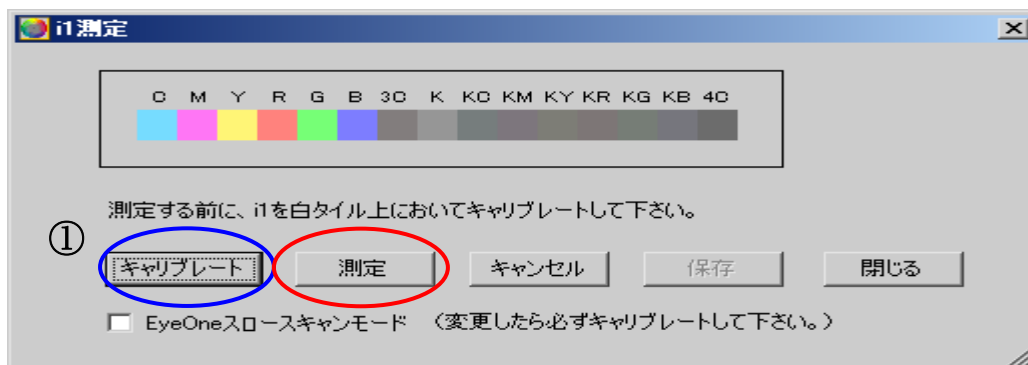 i1測定
C M Y R G B 3C K KC KM KY KR KG KB 4C
測定する前に、i1を白タイル上においてキャリブレートして下さい。
①
キャリブレート 測定 キャンセル 保存 閉じる
EyeOneスロースキャンモード （変更したら必ずキャリブレートして下さい。）